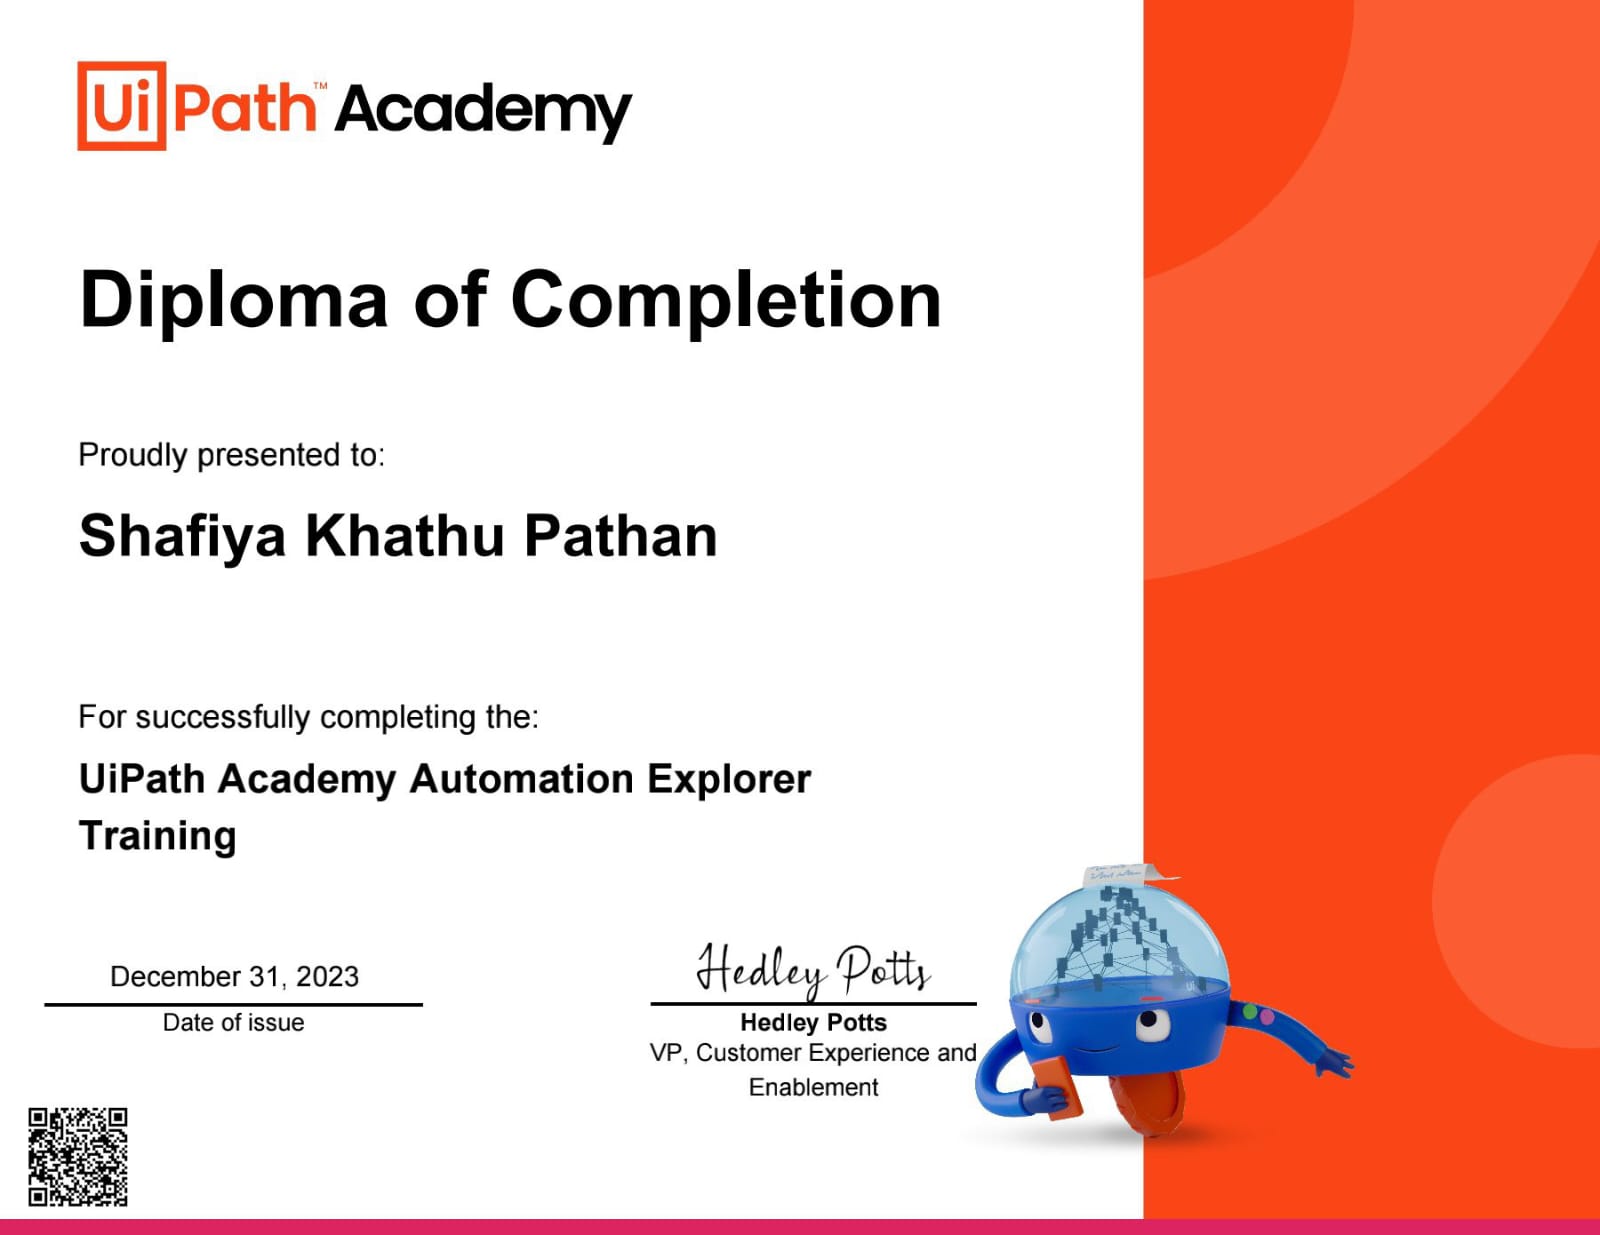 UiPath™ Academy
Diploma of Completion
Proudly presented to:
Shafiya Khathu Pathan
For successfully completing the:
UiPath Academy Automation Explorer
Training
December 31, 2023
Date of issue
Hedley Potts
Hedley Potts
VP, Customer Experience and
Enablement
Ui